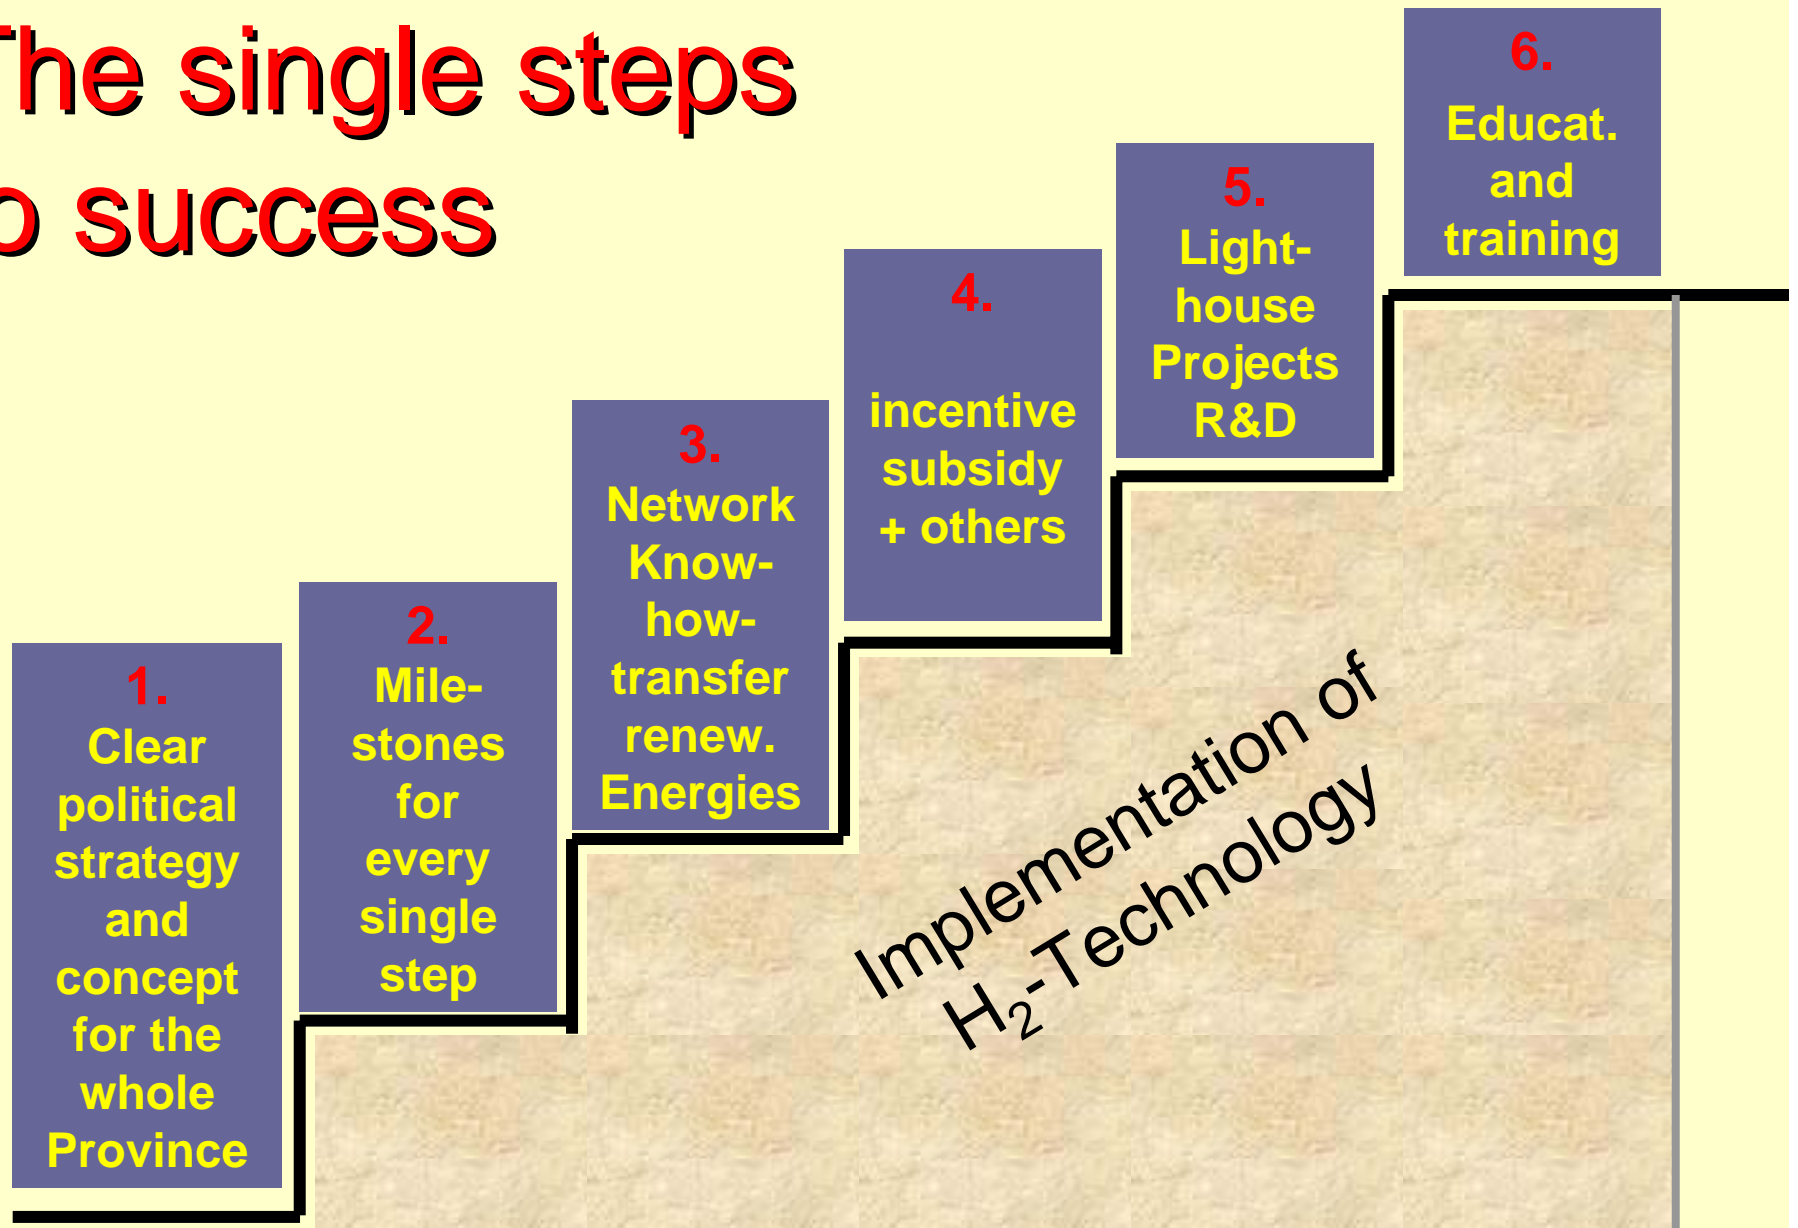 The single steps
o success
1.
Clear
political
strategy
and
concept
for the
whole
Province
2.
Mile-
stones
for
every
single
step
3.
Network
Know-
how-
transfer
renew.
Energies
4.
incentive
subsidy
+ others
5.
Light-
house
Projects
R&D
6.
Educat.
and
training
Implementation of
H₂-Technology